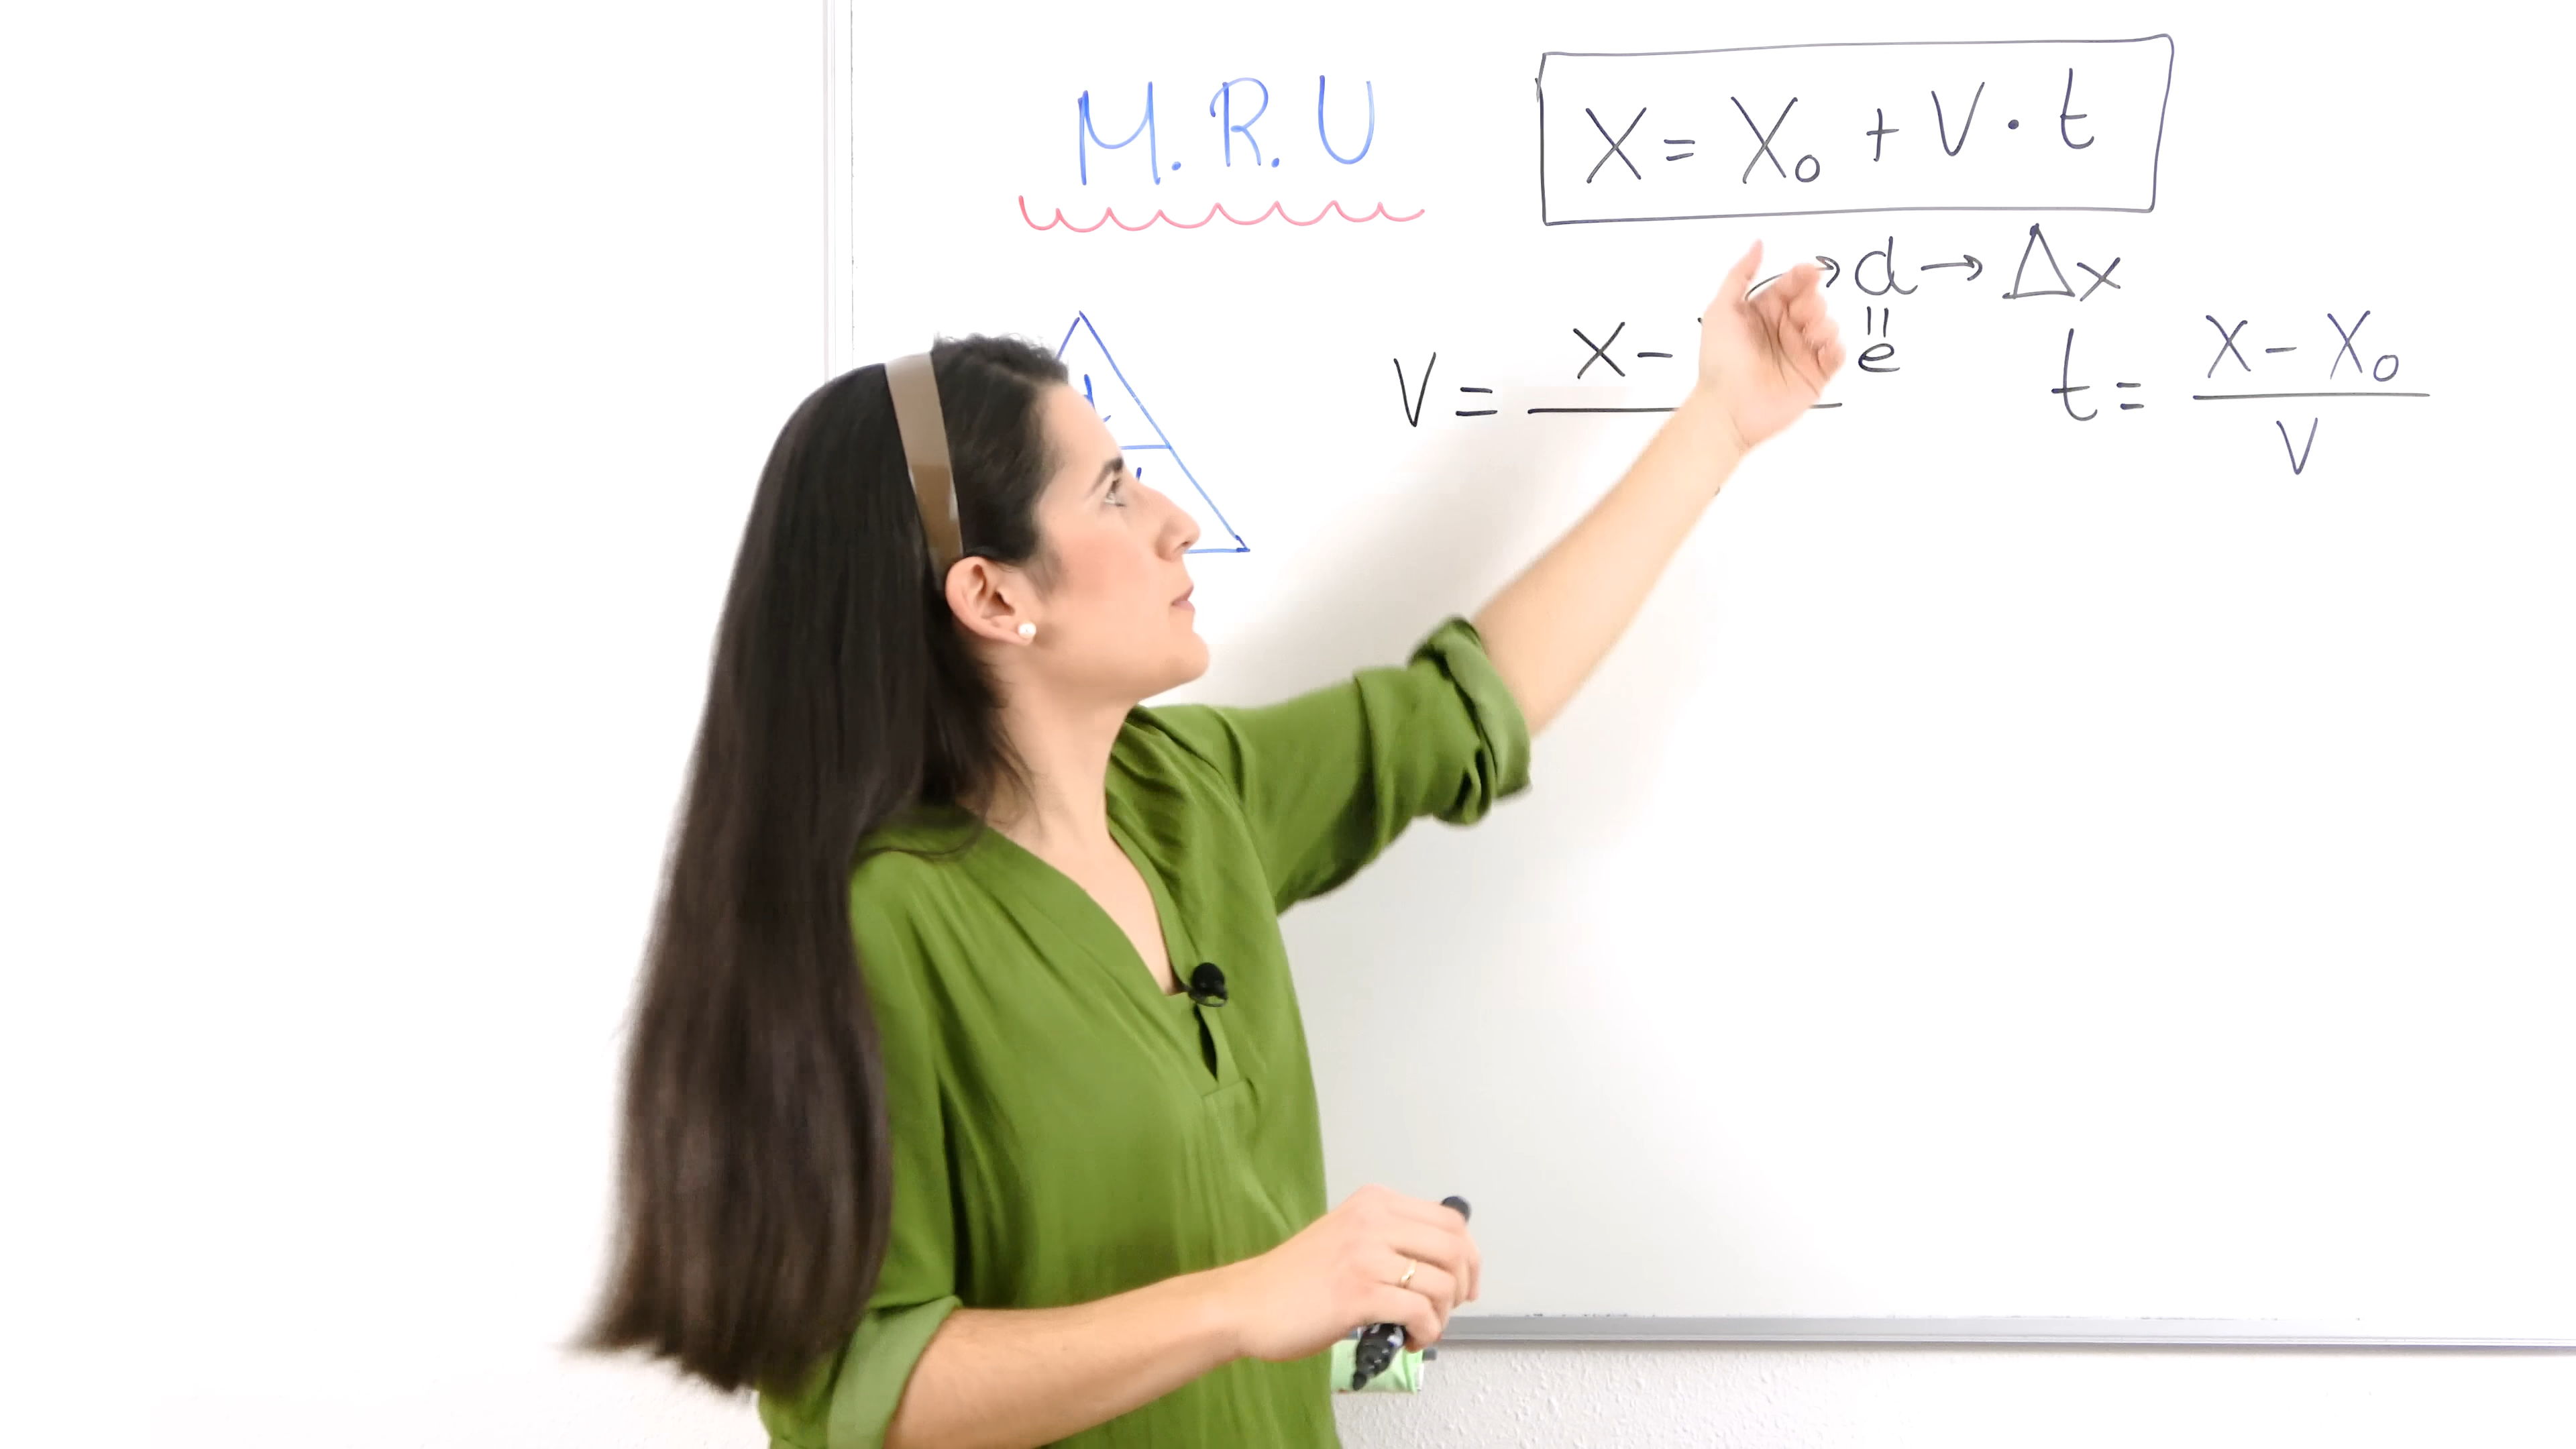 M.R.U
X = X₀ + V · t
→ d → Δx
V = X -
॥
e
t = X - X₀
V